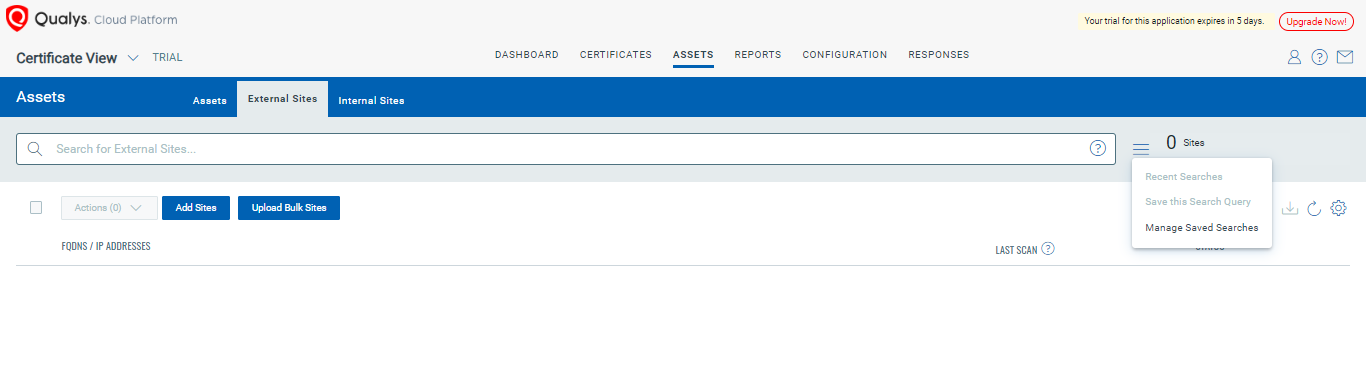 Qualys. Cloud Platform
Your trial for this application expires in 5 days.
Upgrade Now!
Certificate View
TRIAL
DASHBOARD
CERTIFICATES
ASSETS
REPORTS
CONFIGURATION
RESPONSES
Assets
Assets
External Sites
Internal Sites
Search for External Sites...
0 Sites
Recent Searches
Save this Search Query
Manage Saved Searches
Actions (0)
Add Sites
Upload Bulk Sites
FQDNS / IP ADDRESSES
LAST SCAN